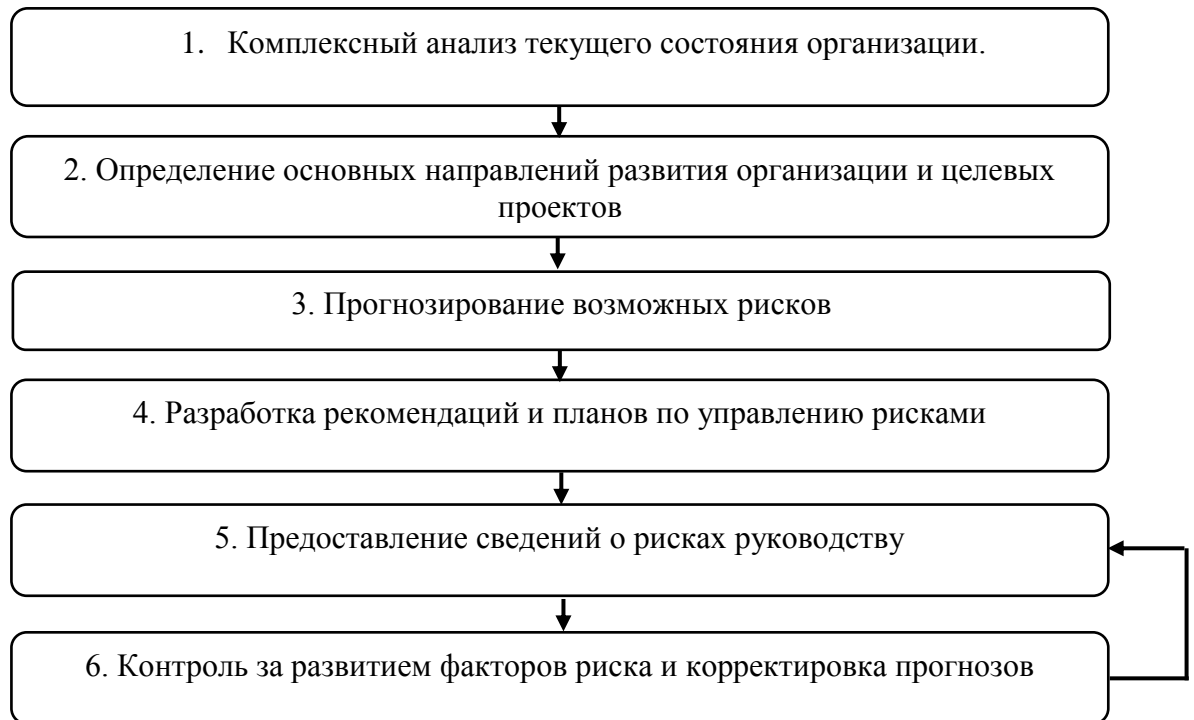 1. Комплексный анализ текущего состояния организации.
2. Определение основных направлений развития организации и целевых
проектов
3. Прогнозирование возможных рисков
4. Разработка рекомендаций и планов по управлению рисками
5. Предоставление сведений о рисках руководству
6. Контроль за развитием факторов риска и корректировка прогнозов